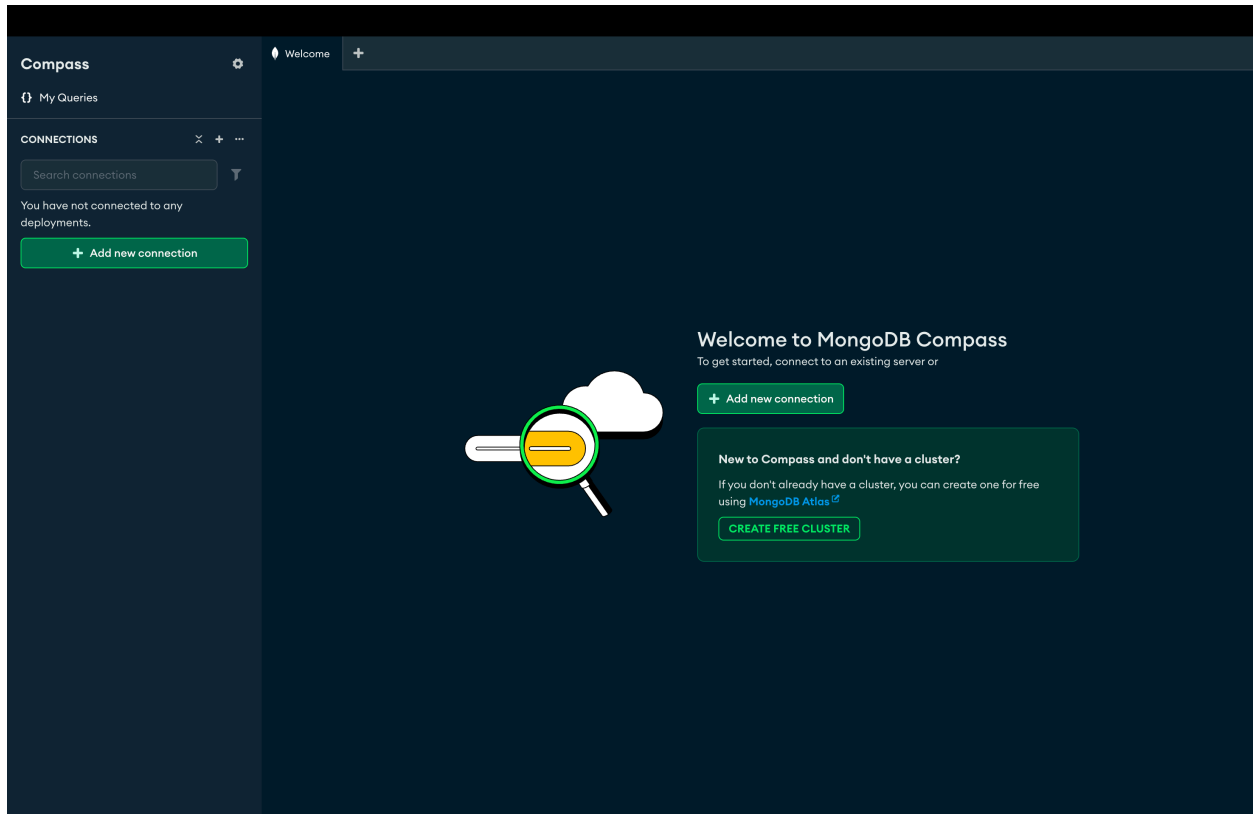 Compass
{} My Queries
CONNECTIONS
Search connections
You have not connected to any
deployments.
+ Add new connection
Welcome
Welcome to MongoDB Compass
To get started, connect to an existing server or
+ Add new connection
New to Compass and don't have a cluster?
If you don't already have a cluster, you can create one for free
using MongoDB Atlas
CREATE FREE CLUSTER